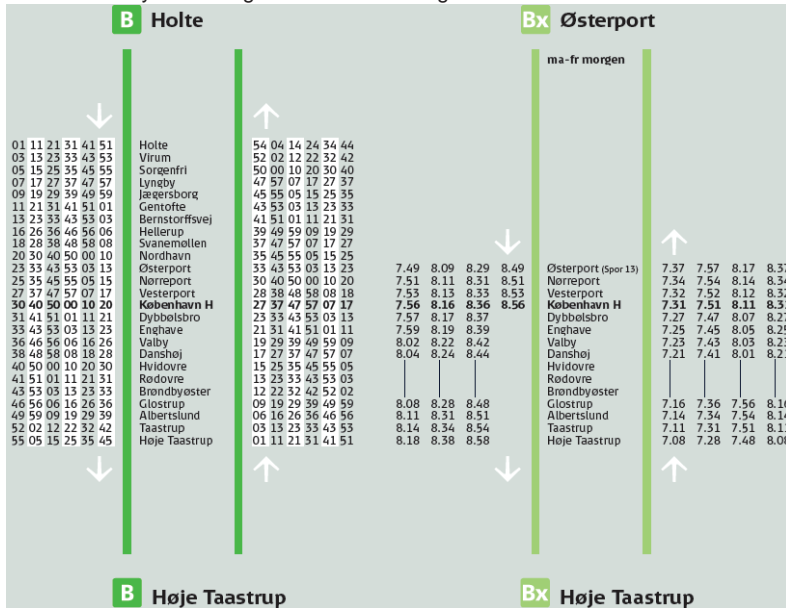 B Holte Bx Østerport
ma-fr morgen
01 11 21 31 41 51 Holte 54 04 14 24 34 44
03 13 23 33 43 53 Virum 52 02 12 22 32 42
05 15 25 35 45 55 Sorgenfri 50 00 10 20 30 40
07 17 27 37 47 57 Lyngby 47 57 07 17 27 37
09 19 29 39 49 59 Jægersborg 45 55 05 15 25 35
11 21 31 41 51 01 Gentofte 43 53 03 13 23 33
13 23 33 43 53 03 Bernstorffsvej 41 51 01 11 21 31
16 26 36 46 56 06 Hellerup 39 49 59 09 19 29
18 28 38 48 58 08 Svanemøllen 37 47 57 07 17 27
20 30 40 50 00 10 Nordhavn 35 45 55 05 15 25
23 33 43 53 03 13 Østerport 33 43 53 03 13 23 7.49 8.09 8.29 8.49 Østerport (Spor 13) 7.37 7.57 8.17 8.37
25 35 45 55 05 15 Nørreport 30 40 50 00 10 20 7.51 8.11 8.31 8.51 Nørreport 7.34 7.54 8.14 8.34
27 37 47 57 07 17 Vesterport 28 38 48 58 08 18 7.53 8.13 8.33 8.53 Vesterport 7.32 7.52 8.12 8.32
30 40 50 00 10 20 København H 27 37 47 57 07 17 7.56 8.16 8.36 8.56 København H 7.31 7.51 8.11 8.31
31 41 51 01 11 21 Dybbølsbro 23 33 43 53 03 13 7.57 8.17 8.37 Dybbølsbro 7.27 7.47 8.07 8.27
33 43 53 03 13 23 Enghave 21 31 41 51 01 11 7.59 8.19 8.39 Enghave 7.25 7.45 8.05 8.25
36 46 56 06 16 26 Valby 19 29 39 49 59 09 8.02 8.22 8.42 Valby 7.23 7.43 8.03 8.23
38 48 58 08 18 28 Danshøj 17 27 37 47 57 07 8.04 8.24 8.44 Danshøj 7.21 7.41 8.01 8.21
40 50 00 10 20 30 Hvidovre 15 25 35 45 55 05 Hvidovre
41 51 01 11 21 31 Rødovre 13 23 33 43 53 03 Rødovre
43 53 03 13 23 33 Brøndbyøster 12 22 32 42 52 02 Brøndbyøster
46 56 06 16 26 36 Glostrup 09 19 29 39 49 59 8.08 8.28 8.48 Glostrup 7.16 7.36 7.56 8.16
49 59 09 19 29 39 Albertslund 06 16 26 36 46 56 8.11 8.31 8.51 Albertslund 7.14 7.34 7.54 8.14
52 02 12 22 32 42 Taastrup 03 13 23 33 43 53 8.14 8.34 8.54 Taastrup 7.11 7.31 7.51 8.11
55 05 15 25 35 45 Høje Taastrup 01 11 21 31 41 51 8.18 8.38 8.58 Høje Taastrup 7.08 7.28 7.48 8.08
B Høje Taastrup Bx Høje Taastrup